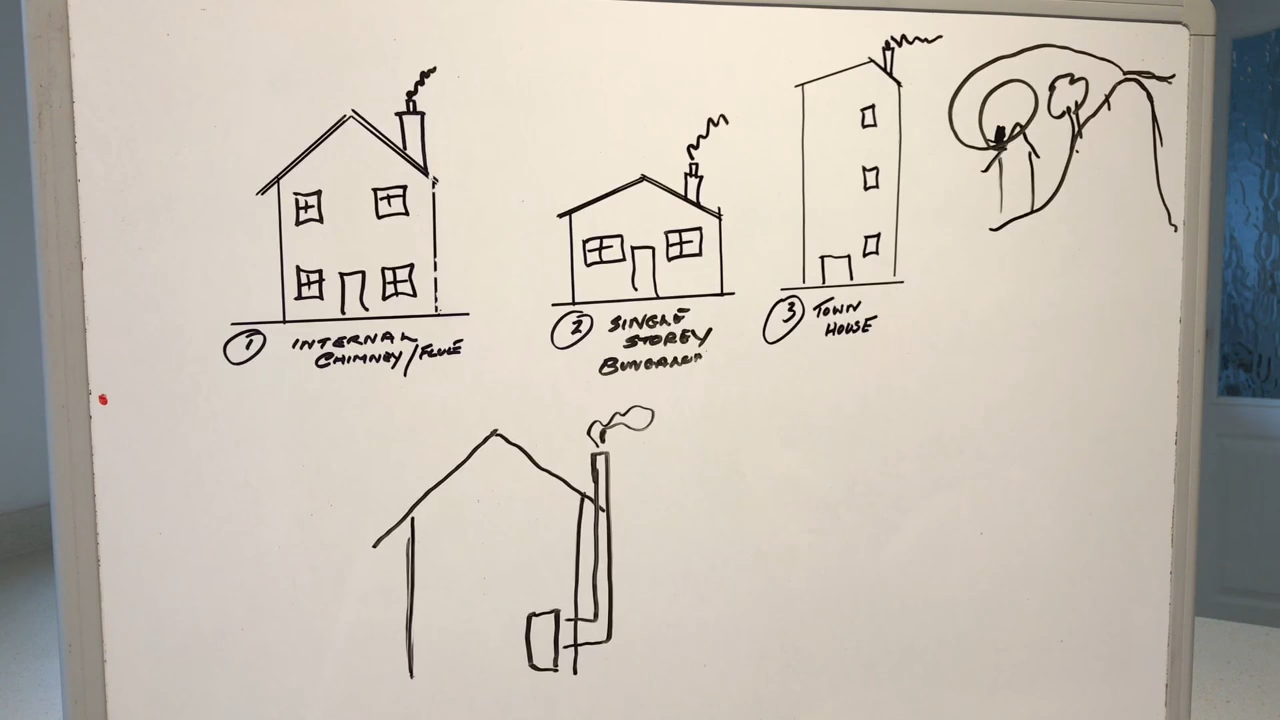 1 INTERNAL
CHIMNEY/FLUE
2 SINGLE
STOREY
3 TOWN
HOUSE